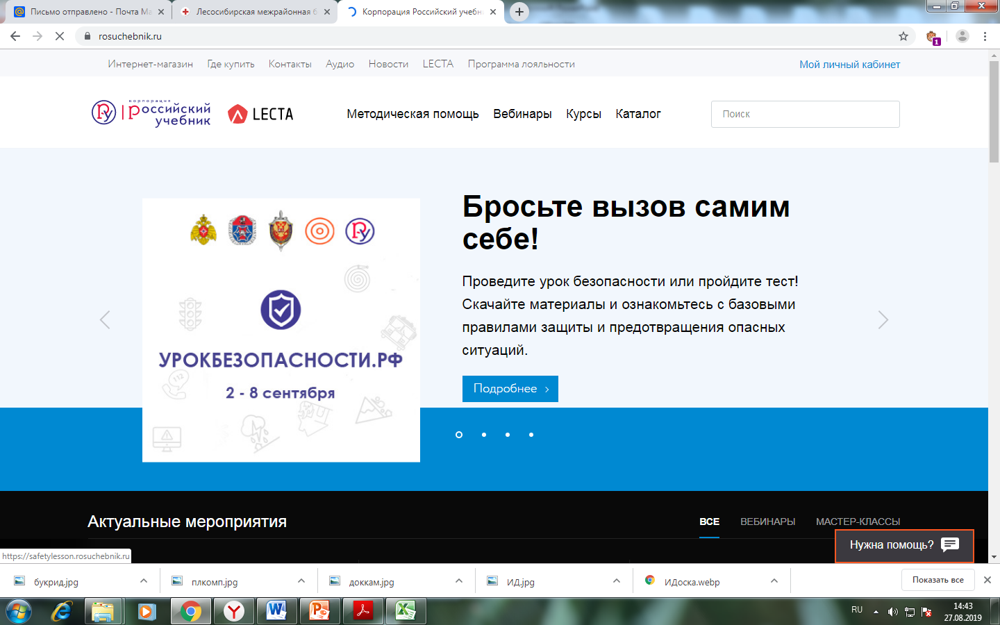 Письмо отправлено - Почта Ma
Лесосибирская межрайонная б
Корпорация Российский учебн
rosuchebnik.ru
1
Интернет-магазин Где купить Контакты Аудио Новости LECTA Программа лояльности
Мой личный кабинет
корпорация
российский
учебник
LECTA
Методическая помощь Вебинары Курсы Каталог
Поиск
УРОКБЕЗОПАСНОСТИ.РФ
112
2 - 8 сентября
Бросьте вызов самим
себе!
Проведите урок безопасности или пройдите тест!
Скачайте материалы и ознакомьтесь с базовыми
правилами защиты и предотвращения опасных
ситуаций.
Подробнее
Актуальные мероприятия
ВСЕ ВЕБИНАРЫ МАСТЕР-КЛАССЫ
Нужна помощь?
https://safetylesson.rosuchebnik.ru
букрид.jpg
плкомп.jpg
доккам.jpg
ИД.jpg
ИДоска.webp
Показать все
RU
14:43
27.08.2019